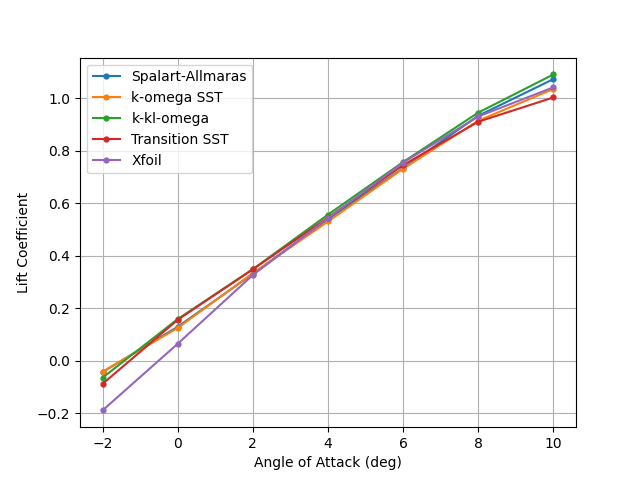 Spalart-Allmaras
k-omega SST
k-kl-omega
Transition SST
Xfoil
1.0
0.8
0.6
0.4
0.2
0.0
−0.2
Lift Coefficient
−2 0 2 4 6 8 10
Angle of Attack (deg)